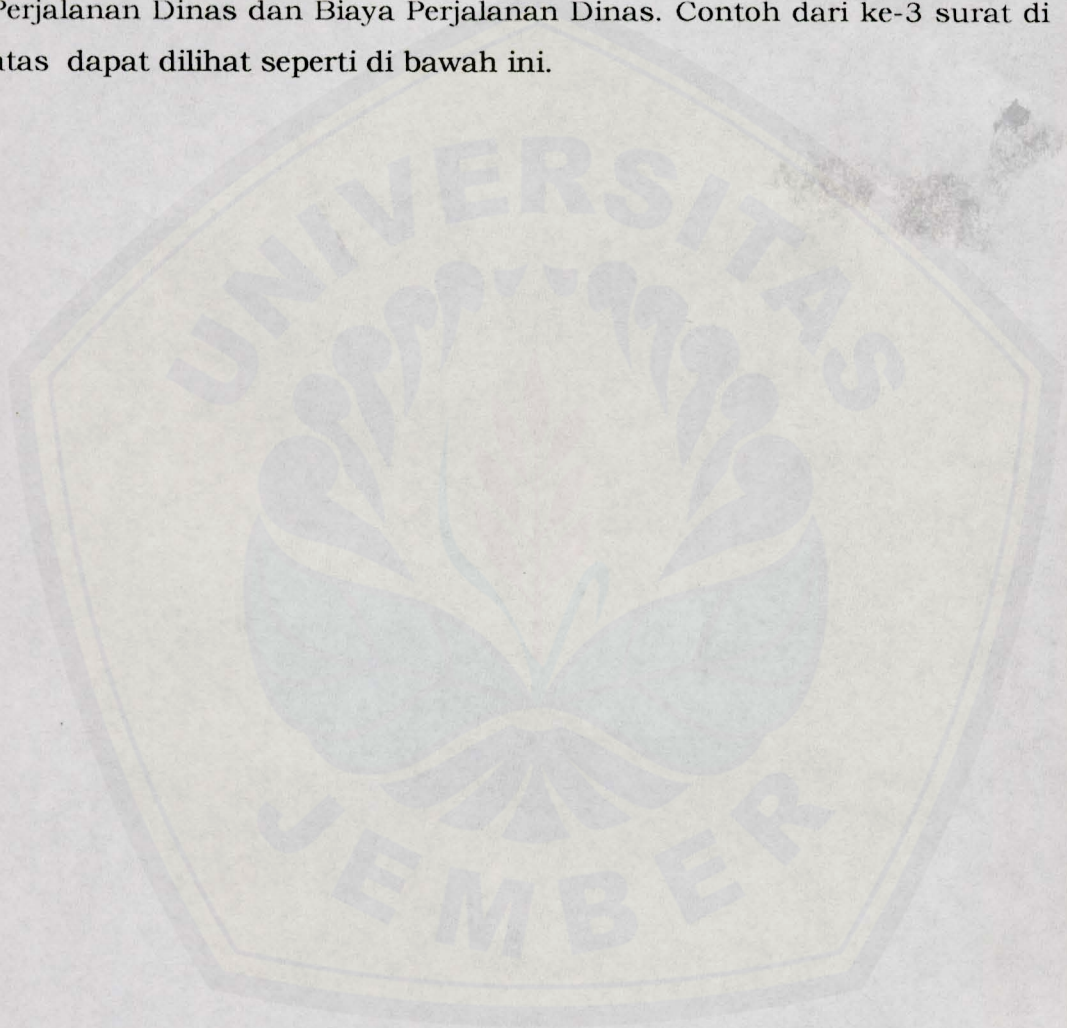 Perjalanan Dinas dan Biaya Perjalanan Dinas. Contoh dari ke-3 surat di
atas dapat dilihat seperti di bawah ini.
UNIVERSITAS
JEMBER